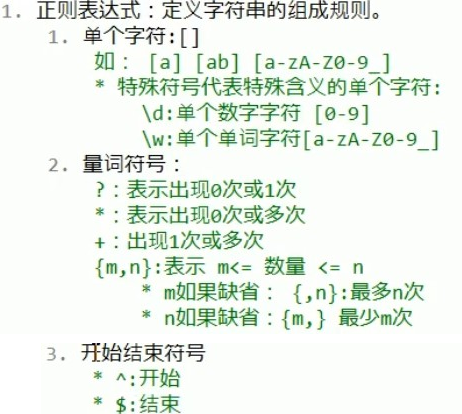 1. 正则表达式：定义字符串的组成规则。
1. 单个字符:[]
如： [a] [ab] [a-zA-Z0-9_]
* 特殊符号代表特殊含义的单个字符:
\d:单个数字字符 [0-9]
\w:单个单词字符[a-zA-Z0-9_]
2. 量词符号：
?：表示出现0次或1次
*：表示出现0次或多次
+：出现1次或多次
{m,n}:表示 m<= 数量 <= n
* m如果缺省： {,n}:最多n次
* n如果缺省：{m,} 最少m次
3. 开始结束符号
* ^:开始
* $:结束